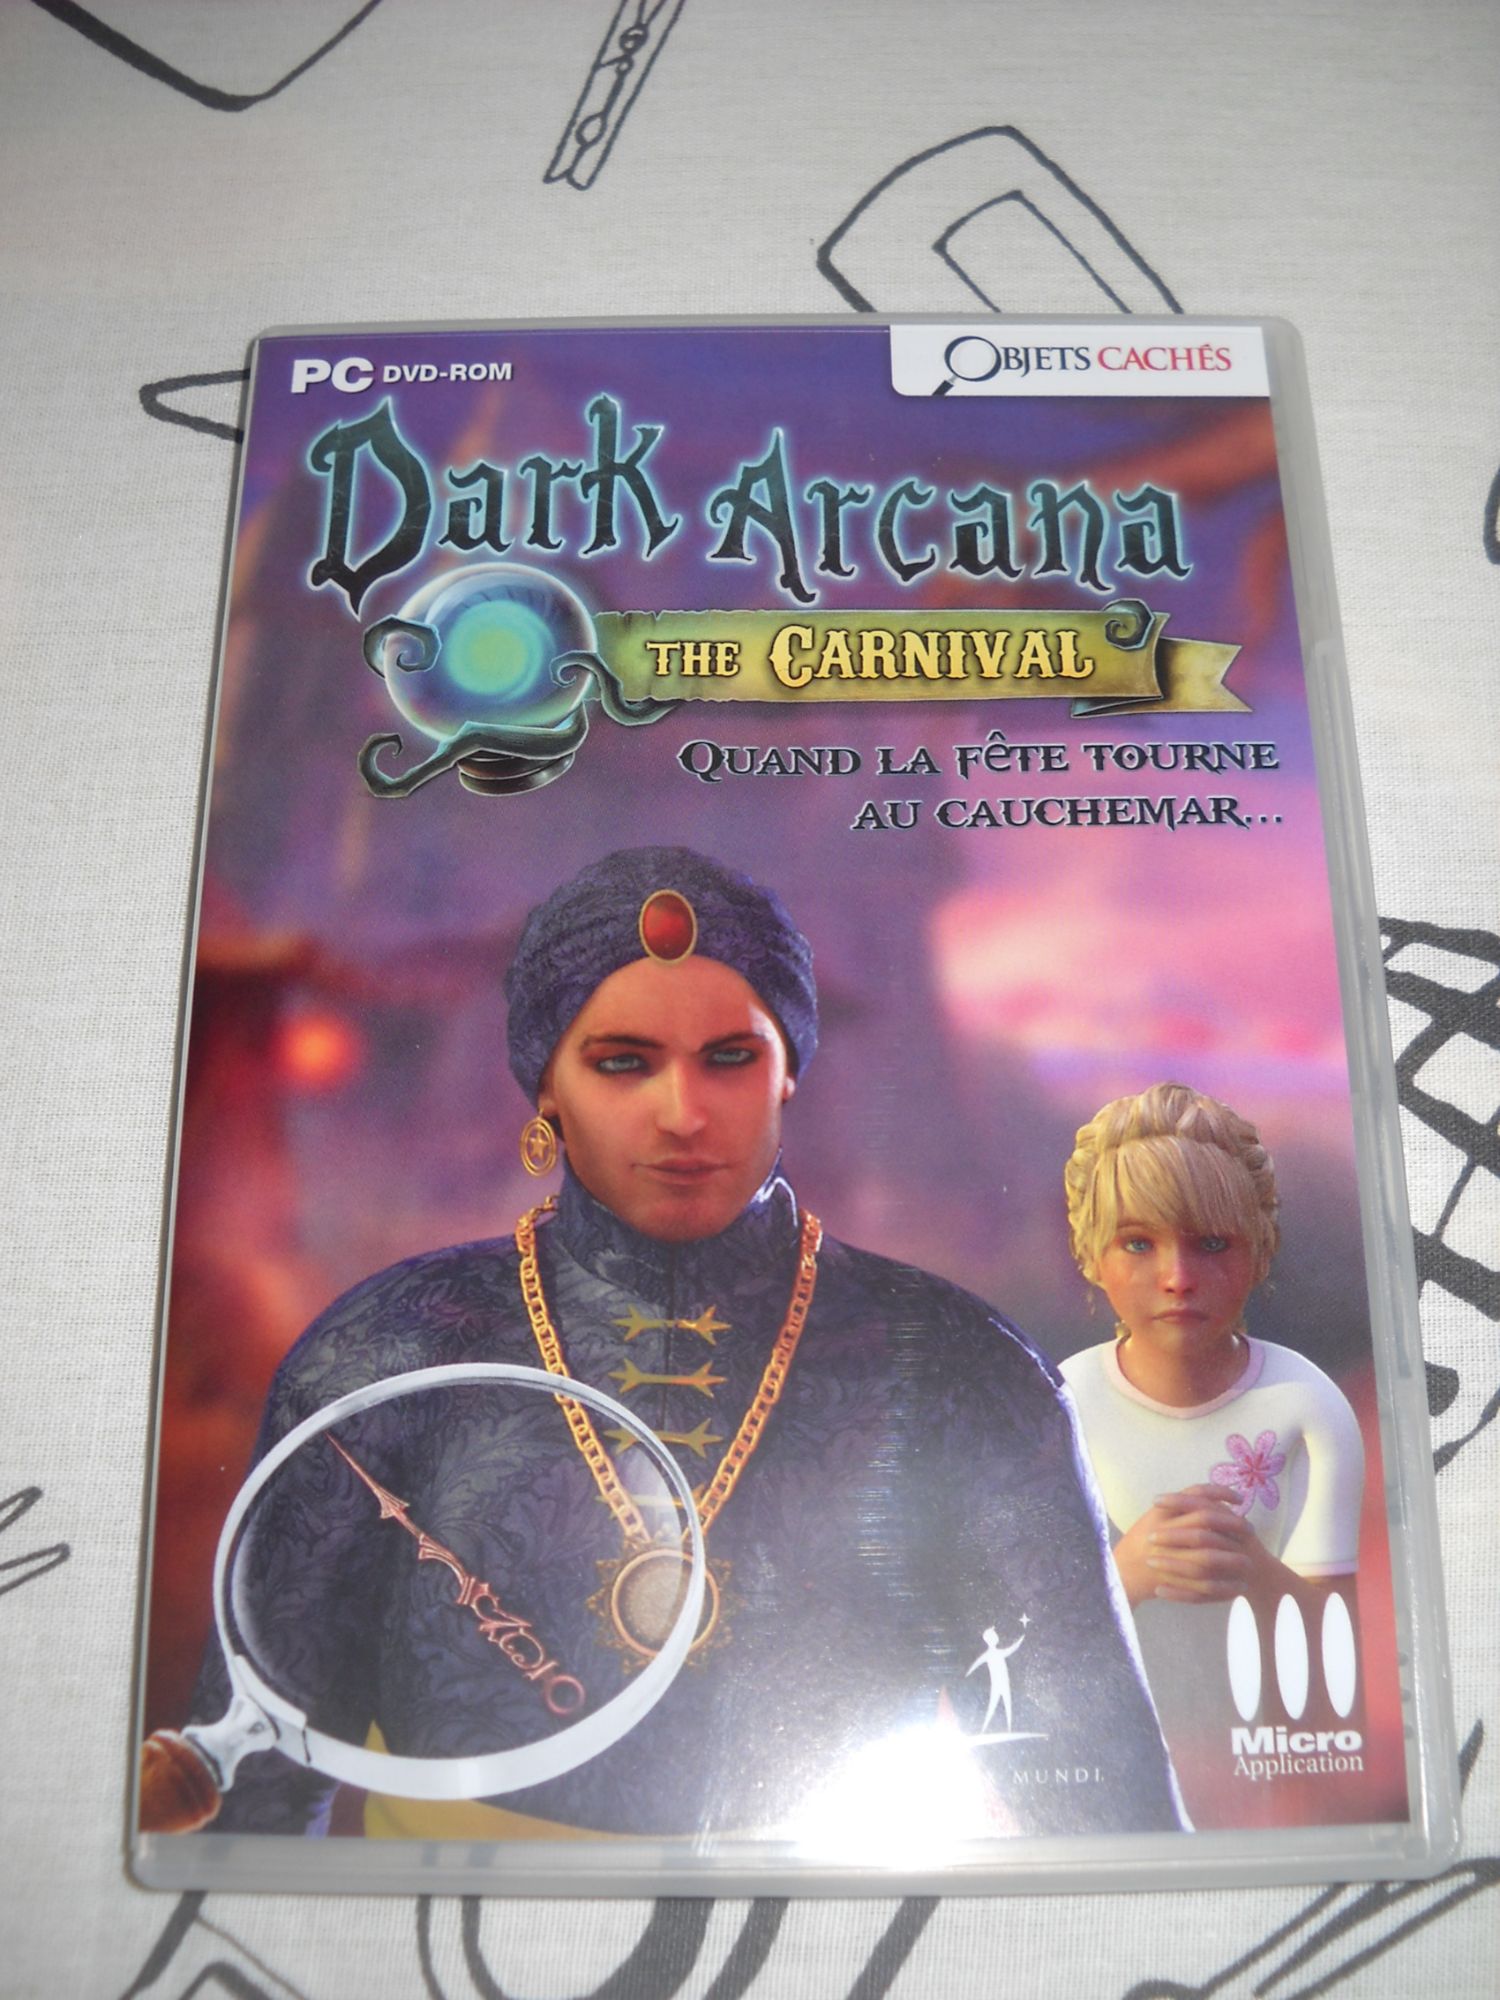 PC DVD-ROM
OBJETS CACHÉS
Dark Arcana
THE CARNIVAL
QUAND LA FÊTE TOURNE
AU CAUCHEMAR...
MUNDI
Micro
Application